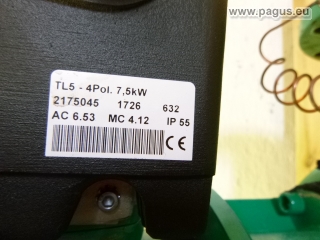 www.pagus.eu
TL5 - 4Pol. 7,5kW
2175045 1726 632
AC 6.53 MC 4.12 IP 55
CE